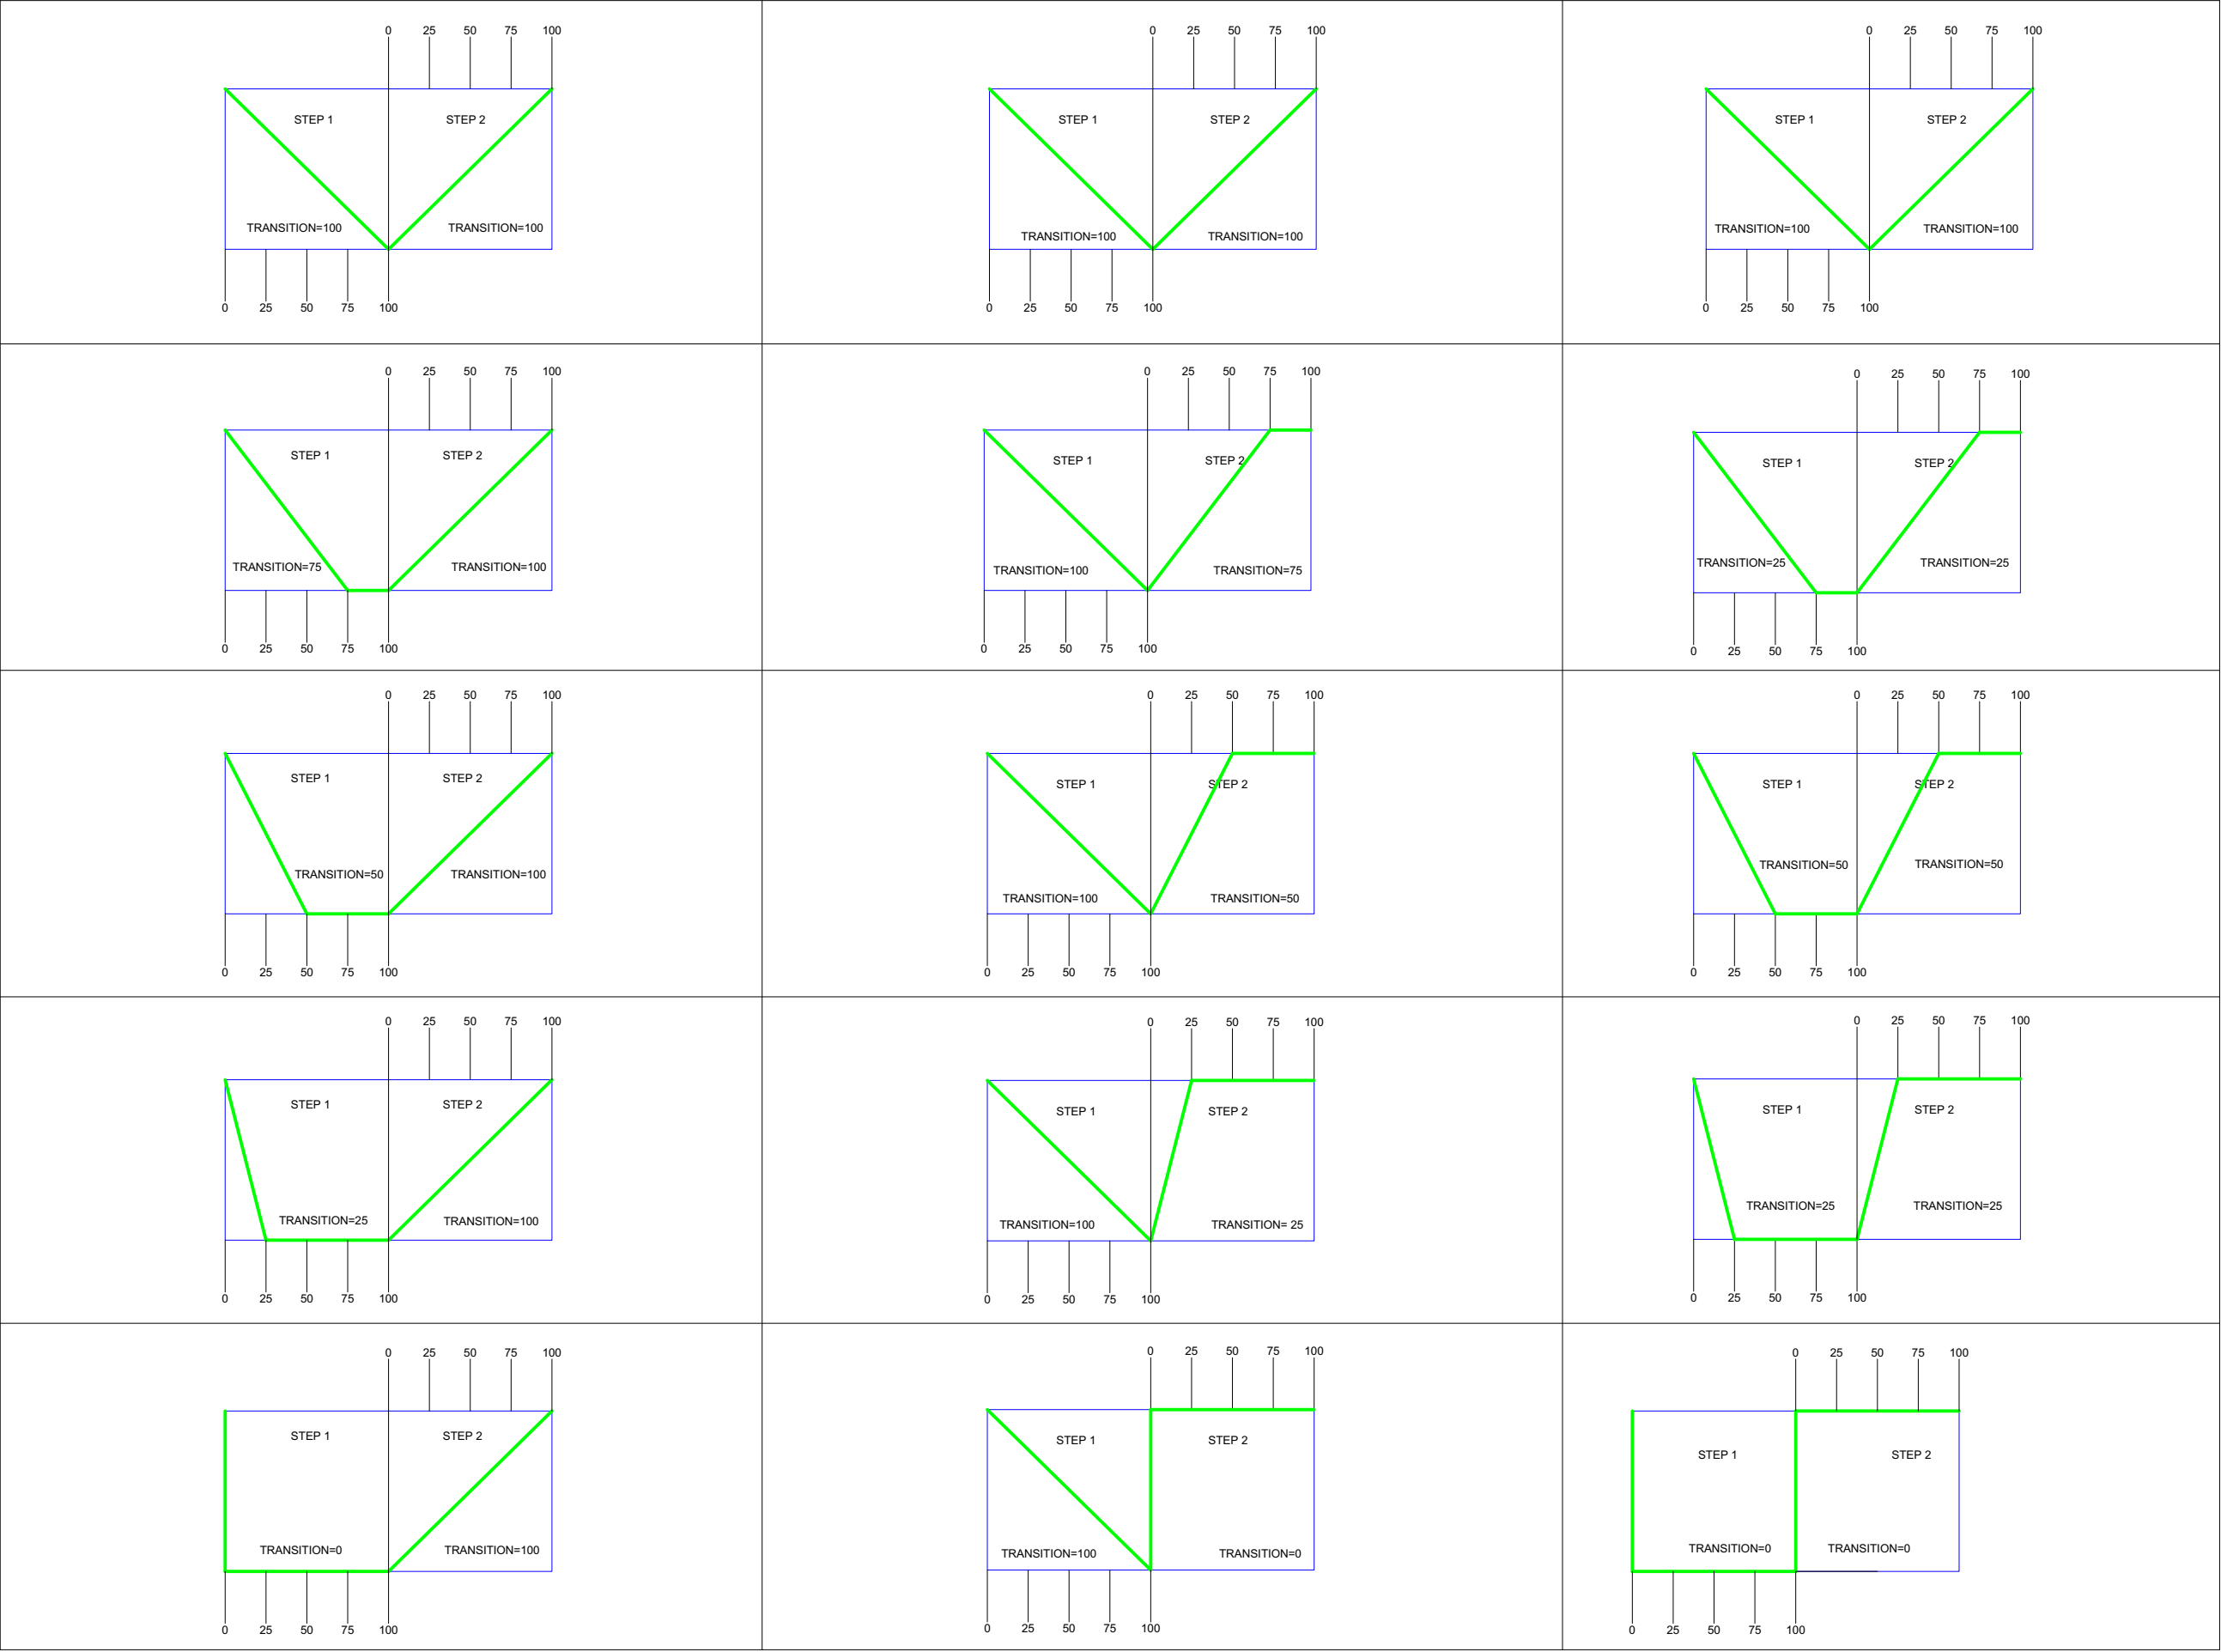 0 25 50 75 100
STEP 1 STEP 2
TRANSITION=100 TRANSITION=100
0 25 50 75 100
0 25 50 75 100
STEP 1 STEP 2
TRANSITION=100 TRANSITION=100
0 25 50 75 100
0 25 50 75 100
STEP 1 STEP 2
TRANSITION=100 TRANSITION=100
0 25 50 75 100
0 25 50 75 100
STEP 1 STEP 2
TRANSITION=75 TRANSITION=100
0 25 50 75 100
0 25 50 75 100
STEP 1 STEP 2
TRANSITION=100 TRANSITION=75
0 25 50 75 100
0 25 50 75 100
STEP 1 STEP 2
TRANSITION=25 TRANSITION=25
0 25 50 75 100
0 25 50 75 100
STEP 1 STEP 2
TRANSITION=50 TRANSITION=100
0 25 50 75 100
0 25 50 75 100
STEP 1 STEP 2
TRANSITION=100 TRANSITION=50
0 25 50 75 100
0 25 50 75 100
STEP 1 STEP 2
TRANSITION=50 TRANSITION=50
0 25 50 75 100
0 25 50 75 100
STEP 1 STEP 2
TRANSITION=25 TRANSITION=100
0 25 50 75 100
0 25 50 75 100
STEP 1 STEP 2
TRANSITION=100 TRANSITION= 25
0 25 50 75 100
0 25 50 75 100
STEP 1 STEP 2
TRANSITION=25 TRANSITION=25
0 25 50 75 100
0 25 50 75 100
STEP 1 STEP 2
TRANSITION=0 TRANSITION=100
0 25 50 75 100
0 25 50 75 100
STEP 1 STEP 2
TRANSITION=100 TRANSITION=0
0 25 50 75 100
0 25 50 75 100
STEP 1 STEP 2
TRANSITION=0 TRANSITION=0
0 25 50 75 100